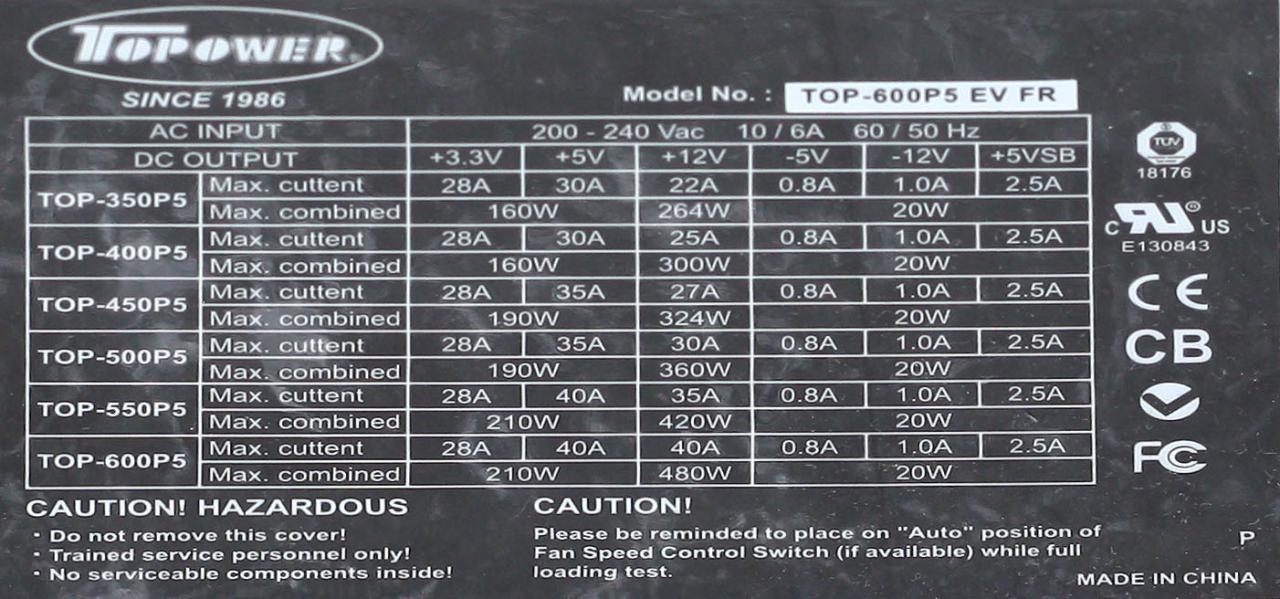 TOPOWER®
SINCE 1986
Model No. : TOP-600P5 EV FR
AC INPUT 200 - 240 Vac 10 / 6A 60 / 50 Hz
DC OUTPUT +3.3V +5V +12V -5V -12V +5VSB
TOP-350P5 Max. cuttent 28A 30A 22A 0.8A 1.0A 2.5A
Max. combined 160W 264W 20W
TOP-400P5 Max. cuttent 28A 30A 25A 0.8A 1.0A 2.5A
Max. combined 160W 300W 20W
TOP-450P5 Max. cuttent 28A 35A 27A 0.8A 1.0A 2.5A
Max. combined 190W 324W 20W
TOP-500P5 Max. cuttent 28A 35A 30A 0.8A 1.0A 2.5A
Max. combined 190W 360W 20W
TOP-550P5 Max. cuttent 28A 40A 35A 0.8A 1.0A 2.5A
Max. combined 210W 420W 20W
TOP-600P5 Max. cuttent 28A 40A 40A 0.8A 1.0A 2.5A
Max. combined 210W 480W 20W
TÜV
18176
C RU® US
E130843
CE
CB
FC
CAUTION! HAZARDOUS
· Do not remove this cover!
· Trained service personnel only!
· No serviceable components inside!
CAUTION!
Please be reminded to place on "Auto" position of
Fan Speed Control Switch (if available) while full
loading test.
P
MADE IN CHINA